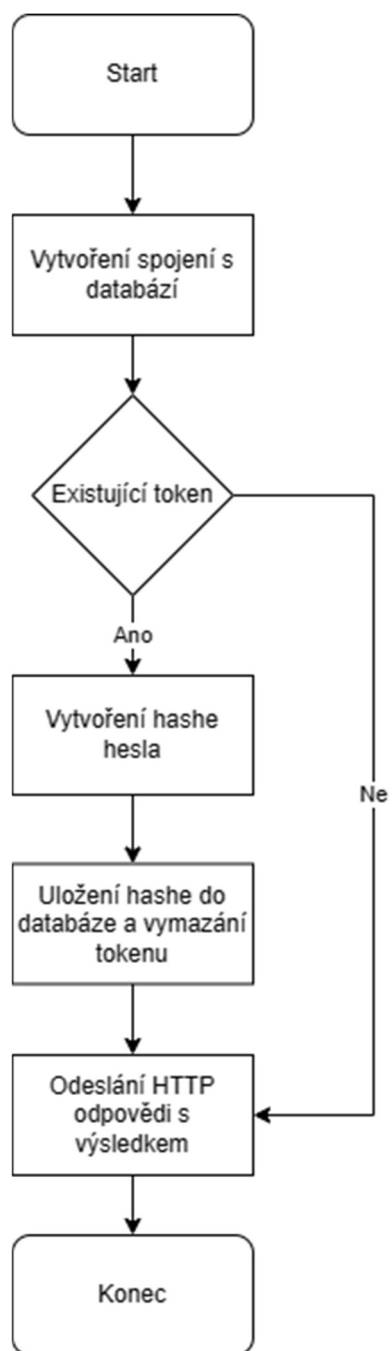 Start
Vytvoření spojení s
databází
Existující token
Ano
Vytvoření hashe
hesla
Ne
Uložení hashe do
databáze a vymazání
tokenu
Odeslání HTTP
odpovědi s
výsledkem
Konec